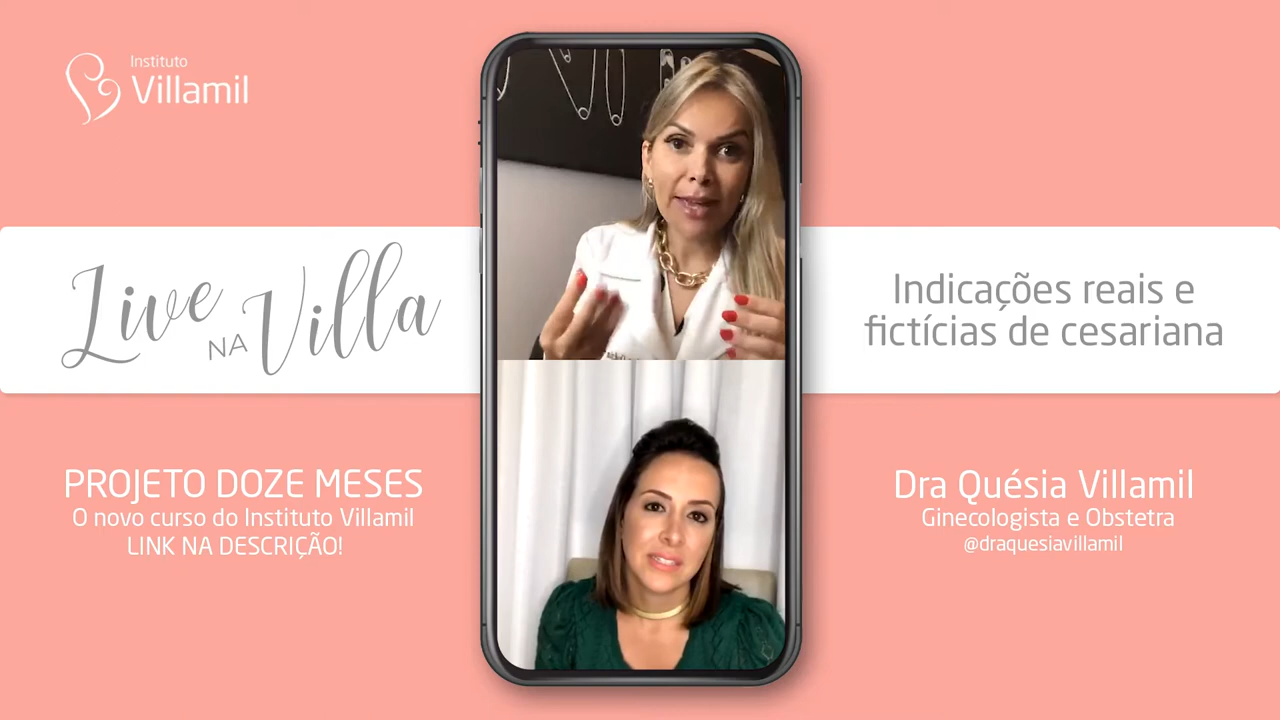 Instituto
Villamil
Live NA Villa
Indicações reais e
fictícias de cesariana
PROJETO DOZE MESES
O novo curso do Instituto Villamil
LINK NA DESCRIÇÃO!
Dra Quésia Villamil
Ginecologista e Obstetra
@draquesiavillamil